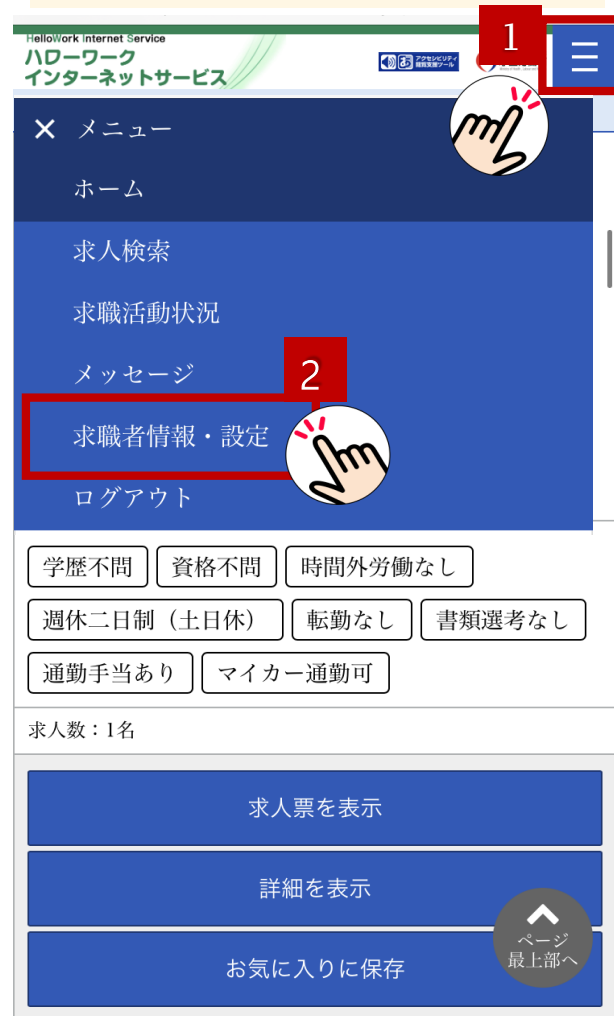 HelloWork Internet Service
ハローワーク
インターネットサービス
アクセシビリティ
閲覧支援ツール
1
× メニュー
ホーム
求人検索
求職活動状況
メッセージ
2
求職者情報・設定
ログアウト
学歴不問 資格不問 時間外労働なし
週休二日制（土日休） 転勤なし 書類選考なし
通勤手当あり マイカー通勤可
求人数：1名
求人票を表示
詳細を表示
お気に入りに保存
ページ
最上部へ